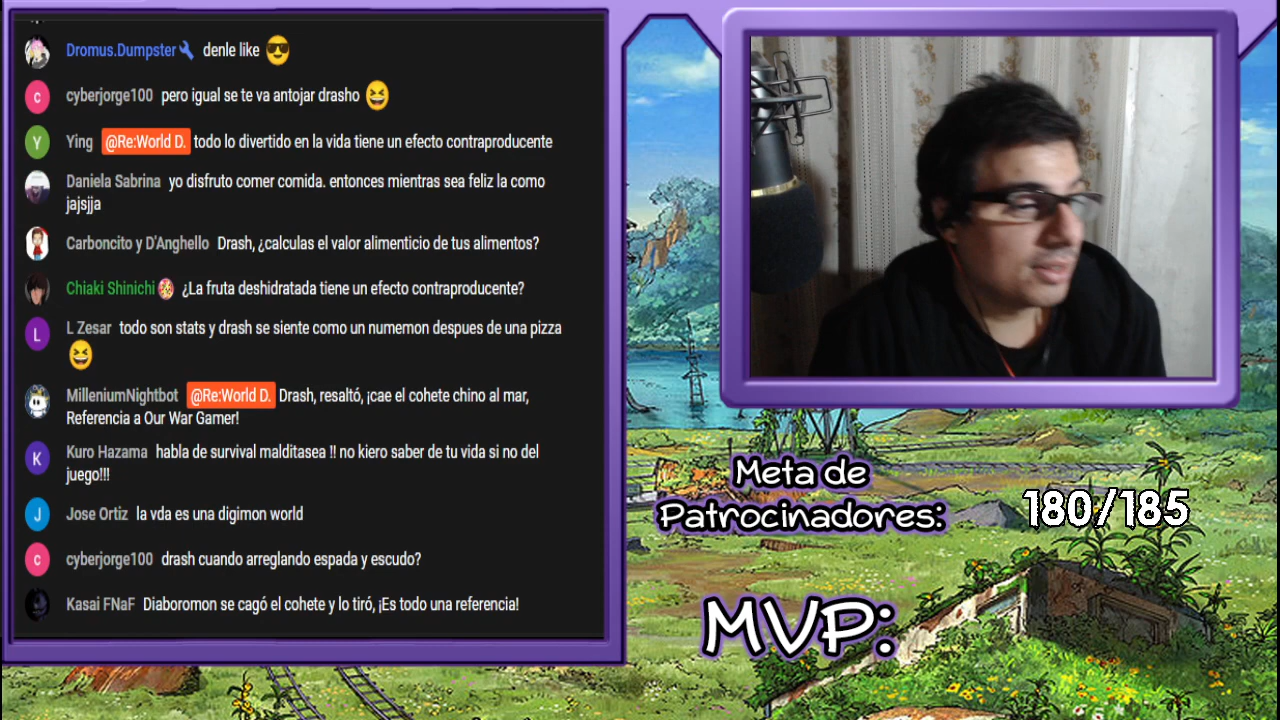 Dromus.Dumpster denle like
C
cyberjorge100 pero igual se te va antojar drasho
Y
Ying @Re:World D. todo lo divertido en la vida tiene un efecto contraproducente
Daniela Sabrina yo disfruto comer comida. entonces mientras sea feliz la como
jajsjja
Carboncito y D'Anghello Drash, ¿calculas el valor alimenticio de tus alimentos?
Chiaki Shinichi ¿La fruta deshidratada tiene un efecto contraproducente?
L
L Zesar todo son stats y drash se siente como un numemon despues de una pizza
MilleniumNightbot @Re:World D. Drash, resaltó, ¡cae el cohete chino al mar,
Referencia a Our War Gamer!
K
Kuro Hazama habla de survival malditasea !! no kiero saber de tu vida si no del
juego!!!
J
Jose Ortiz la vda es una digimon world
C
cyberjorge100 drash cuando arreglando espada y escudo?
Kasai FNaF Diaboromon se cagó el cohete y lo tiró, ¡Es todo una referencia!
Meta de
Patrocinadores: 180/185
MVP: